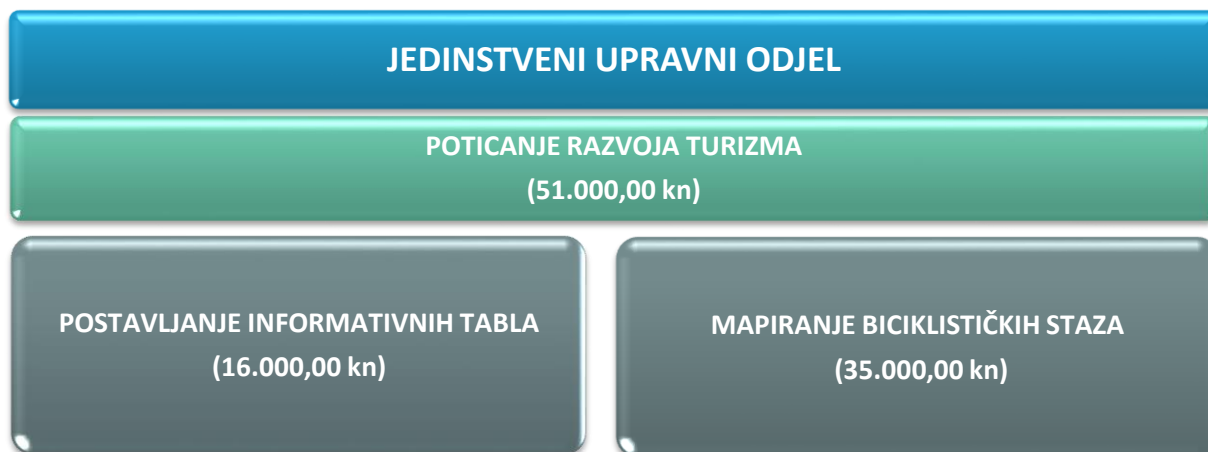 JEDINSTVENI UPRAVNI ODJEL
POTICANJE RAZVOJA TURIZMA
(51.000,00 kn)
POSTAVLJANJE INFORMATIVNIH TABLA
(16.000,00 kn)
MAPIRANJE BICIKLISTIČKIH STAZA
(35.000,00 kn)